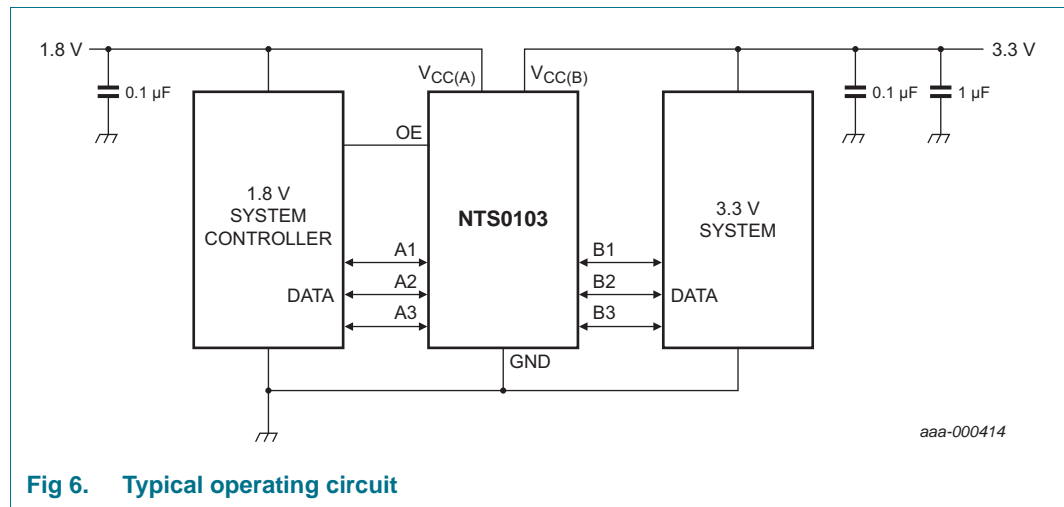 1.8 V
3.3 V
VCC(A)
VCC(B)
0.1 µF
0.1 µF
1 µF
OE
1.8 V
SYSTEM
CONTROLLER
NTS0103
3.3 V
SYSTEM
A1
B1
DATA
A2
B2
DATA
A3
B3
GND
aaa-000414
Fig 6. Typical operating circuit